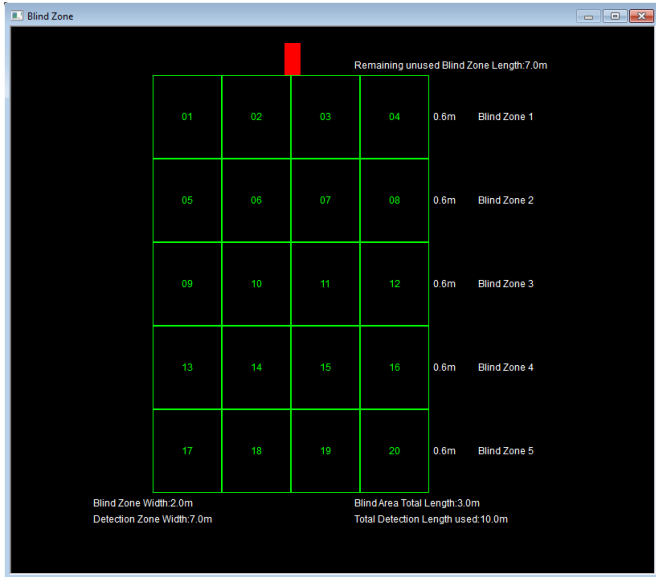 Blind Zone
Remaining unused Blind Zone Length:7.0m
01 02 03 04 0.6m Blind Zone 1
05 06 07 08 0.6m Blind Zone 2
09 10 11 12 0.6m Blind Zone 3
13 14 15 16 0.6m Blind Zone 4
17 18 19 20 0.6m Blind Zone 5
Blind Zone Width:2.0m Blind Area Total Length:3.0m
Detection Zone Width:7.0m Total Detection Length used:10.0m